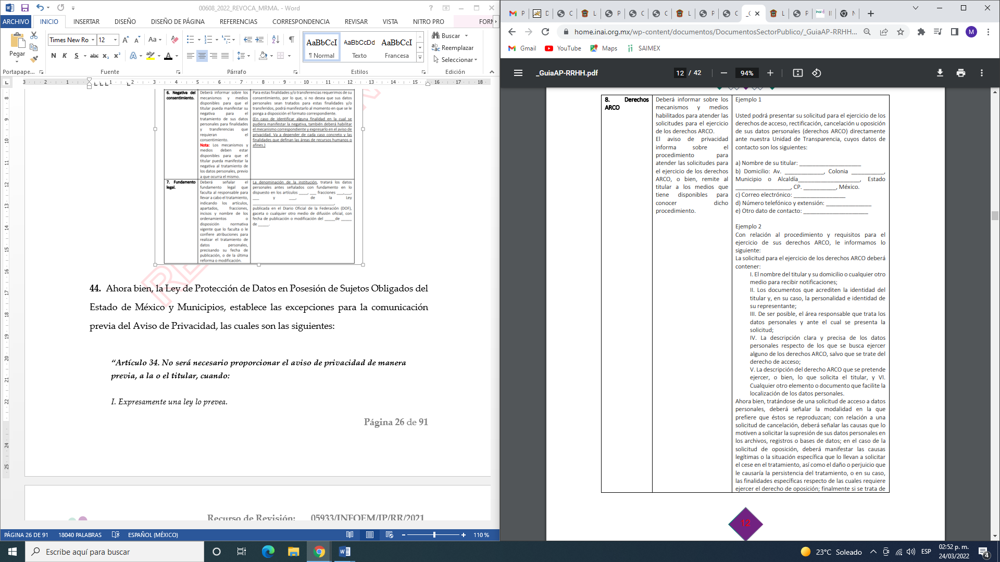 00608_2022_REVOCA_MRMA. - Word
ARCHIVO INICIO INSERTAR DISEÑO DISEÑO DE PÁGINA REFERENCIAS CORRESPONDENCIA REVISAR VISTA NITRO PRO FORM
Pegar
Times New Ro 12
N K S abc x₂ x²
Portapape... Fuente Párrafo Estilos Edición
AaBbCcI AaBbCcDd AaBbCcI
¶ Normal Texto Francesa
Buscar
Reemplazar
Seleccionar
6. Negativa del
consentimiento.
Deberá informar sobre los
mecanismos y medios
disponibles para que el
titular pueda manifestar su
negativa para el
tratamiento de sus datos
personales para finalidades
y transferencias que
requieran el
consentimiento.
Nota: Los mecanismos y
medios deben estar
disponibles para que el
titular pueda manifestar la
negativa al tratamiento de
los datos personales, previo
a que ocurra el mismo.
Para estas finalidades y/o transferencias requerimos de su
consentimiento, por lo que, si no desea que sus datos
personales sean tratados para estas finalidades y/o
transferidos, podrá manifestarlo al momento en que se le
ponga a disposición el formato correspondiente.
(En caso de identificar alguna finalidad en la cual se
pudiera manifestar la negativa, también deberá habilitar
el mecanismo correspondiente y expresarlo en el aviso de
privacidad. Va a depender de cada caso concreto y las
finalidades que definan las áreas de recursos humanos o
afines.)
7. Fundamento
legal.
Deberá señalar el
fundamento legal que
faculta al responsable para
llevar a cabo el tratamiento,
indicando los artículos,
apartados, fracciones,
incisos y nombre de los
ordenamientos o
disposición normativa
vigente que lo faculta o le
confiere atribuciones para
realizar el tratamiento de
datos personales,
precisando su fecha de
publicación, o de la última
reforma o modificación.
La denominación de la institución, tratará los datos
personales antes señalados con fundamento en lo
dispuesto en los artículos ____, ___ fracciones ___,___,
___ y ___, de la Ley
______________________________,
publicada en el Diario Oficial de la Federación (DOF),
gaceta o cualquier otro medio de difusión oficial, con
fecha de publicación o modificación del _____de _____
de _____.
44. Ahora bien, la Ley de Protección de Datos en Posesión de Sujetos Obligados del
Estado de México y Municipios, establece las excepciones para la comunicación
previa del Aviso de Privacidad, las cuales son las siguientes:
“Artículo 34. No será necesario proporcionar el aviso de privacidad de manera
previa, a la o el titular, cuando:
I. Expresamente una ley lo prevea.
Página 26 de 91
Recurso de Revisión: 05933/INFOEM/IP/RR/2021
PÁGINA 26 DE 91 18040 PALABRAS ESPAÑOL (MÉXICO) 110 %
home.inai.org.mx/wp-content/documentos/DocumentosSectorPublico/_GuiaAP-RRHH...
M
Gmail YouTube Maps SAIMEX
_GuiaAP-RRHH.pdf 12 / 42 94%
8. Derechos
ARCO
Deberá informar sobre los
mecanismos y medios
habilitados para atender las
solicitudes para el ejercicio
de los derechos ARCO.
El aviso de privacidad
informa sobre el
procedimiento para
atender las solicitudes para
el ejercicio de los derechos
ARCO, o bien, remite al
titular a los medios que
tiene disponibles para
conocer dicho
procedimiento.
Ejemplo 1
Usted podrá presentar su solicitud para el ejercicio de los
derechos de acceso, rectificación, cancelación u oposición
de sus datos personales (derechos ARCO) directamente
ante nuestra Unidad de Transparencia, cuyos datos de
contacto son los siguientes:
a) Nombre de su titular: ___________________
b) Domicilio: Av. ____________, Colonia __________,
Municipio o Alcaldía___________________, Estado
_________________, CP. __________, México.
c) Correo electrónico: ________________
d) Número telefónico y extensión: ______________
e) Otro dato de contacto: ____________________
Ejemplo 2
Con relación al procedimiento y requisitos para el
ejercicio de sus derechos ARCO, le informamos lo
siguiente:
La solicitud para el ejercicio de los derechos ARCO deberá
contener:
I. El nombre del titular y su domicilio o cualquier otro
medio para recibir notificaciones;
II. Los documentos que acrediten la identidad del
titular y, en su caso, la personalidad e identidad de
su representante;
III. De ser posible, el área responsable que trata los
datos personales y ante el cual se presenta la
solicitud;
IV. La descripción clara y precisa de los datos
personales respecto de los que se busca ejercer
alguno de los derechos ARCO, salvo que se trate del
derecho de acceso;
V. La descripción del derecho ARCO que se pretende
ejercer, o bien, lo que solicita el titular, y VI.
Cualquier otro elemento o documento que facilite la
localización de los datos personales.
Ahora bien, tratándose de una solicitud de acceso a datos
personales, deberá señalar la modalidad en la que
prefiere que éstos se reproduzcan; con relación a una
solicitud de cancelación, deberá señalar las causas que lo
motiven a solicitar la supresión de sus datos personales en
los archivos, registros o bases de datos; en el caso de la
solicitud de oposición, deberá manifestar las causas
legítimas o la situación específica que lo llevan a solicitar
el cese en el tratamiento, así como el daño o perjuicio que
le causaría la persistencia del tratamiento, o en su caso,
las finalidades específicas respecto de las cuales requiere
ejercer el derecho de oposición; finalmente si se trata de
12
Escribe aquí para buscar
23°C Soleado ESP 02:52 p. m.
24/03/2022
4